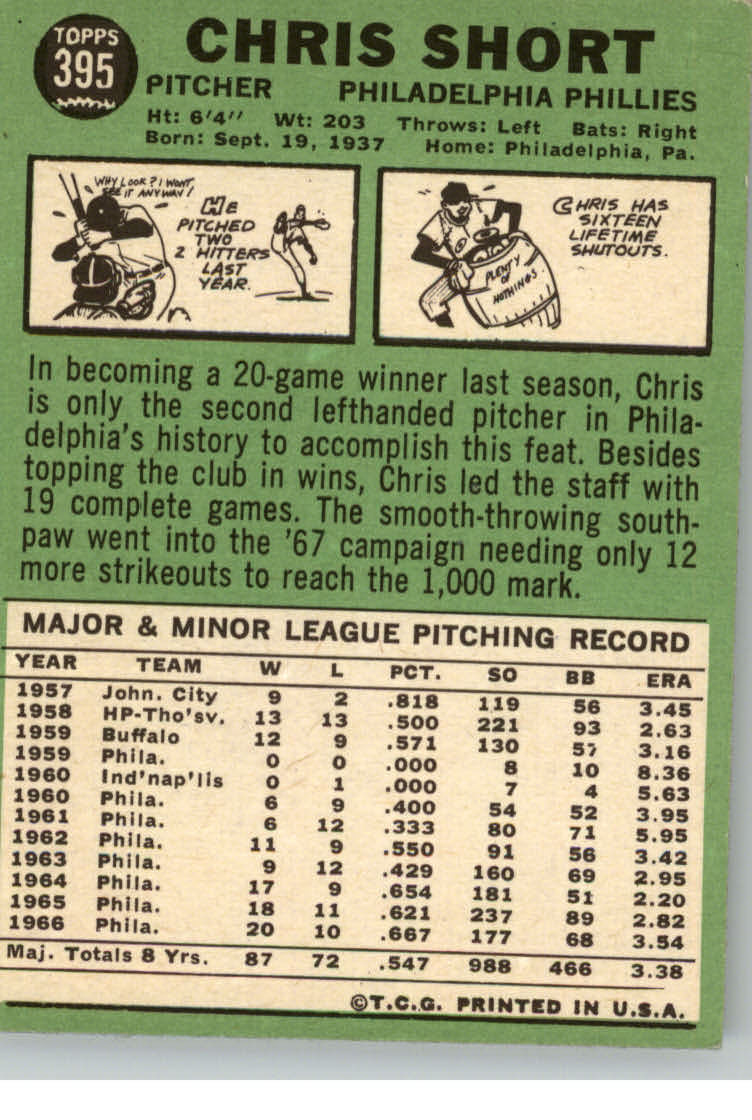 TOPPS
395
CHRIS SHORT
PITCHER PHILADELPHIA PHILLIES
Ht: 6'4" Wt: 203 Throws: Left Bats: Right
Born: Sept. 19, 1937 Home: Philadelphia, Pa.
WHY LOOK?! I WON'T
SEE IT ANYWAY!
HE
PITCHED
TWO
2 HITTERS
LAST
YEAR.
PLENTY
OF
NOTHINGS
CHRIS HAS
SIXTEEN
LIFETIME
SHUTOUTS.
In becoming a 20-game winner last season, Chris
is only the second lefthanded pitcher in Phila-
delphia's history to accomplish this feat. Besides
topping the club in wins, Chris led the staff with
19 complete games. The smooth-throwing south-
paw went into the '67 campaign needing only 12
more strikeouts to reach the 1,000 mark.
MAJOR & MINOR LEAGUE PITCHING RECORD
YEAR TEAM W L PCT. SO BB ERA
1957 John. City 9 2 .818 119 56 3.45
1958 HP-Tho'sv. 13 13 .500 221 93 2.63
1959 Buffalo 12 9 .571 130 57 3.16
1959 Phila. 0 0 .000 8 10 8.36
1960 Ind'nap'lis 0 1 .000 7 4 5.63
1960 Phila. 6 9 .400 54 52 3.95
1961 Phila. 6 12 .333 80 71 5.95
1962 Phila. 11 9 .550 91 56 3.42
1963 Phila. 9 12 .429 160 69 2.95
1964 Phila. 17 9 .654 181 51 2.20
1965 Phila. 18 11 .621 237 89 2.82
1966 Phila. 20 10 .667 177 68 3.54
Maj. Totals 8 Yrs. 87 72 .547 988 466 3.38
©T.C.G. PRINTED IN U.S.A.